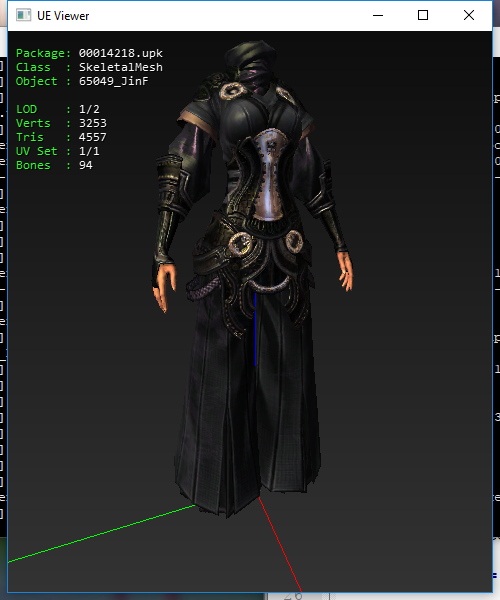 UE Viewer
Package: 00014218.upk
Class : SkeletalMesh
Object : 65049_JinF
LOD : 1/2
Verts : 3253
Tris : 4557
UV Set : 1/1
Bones : 94